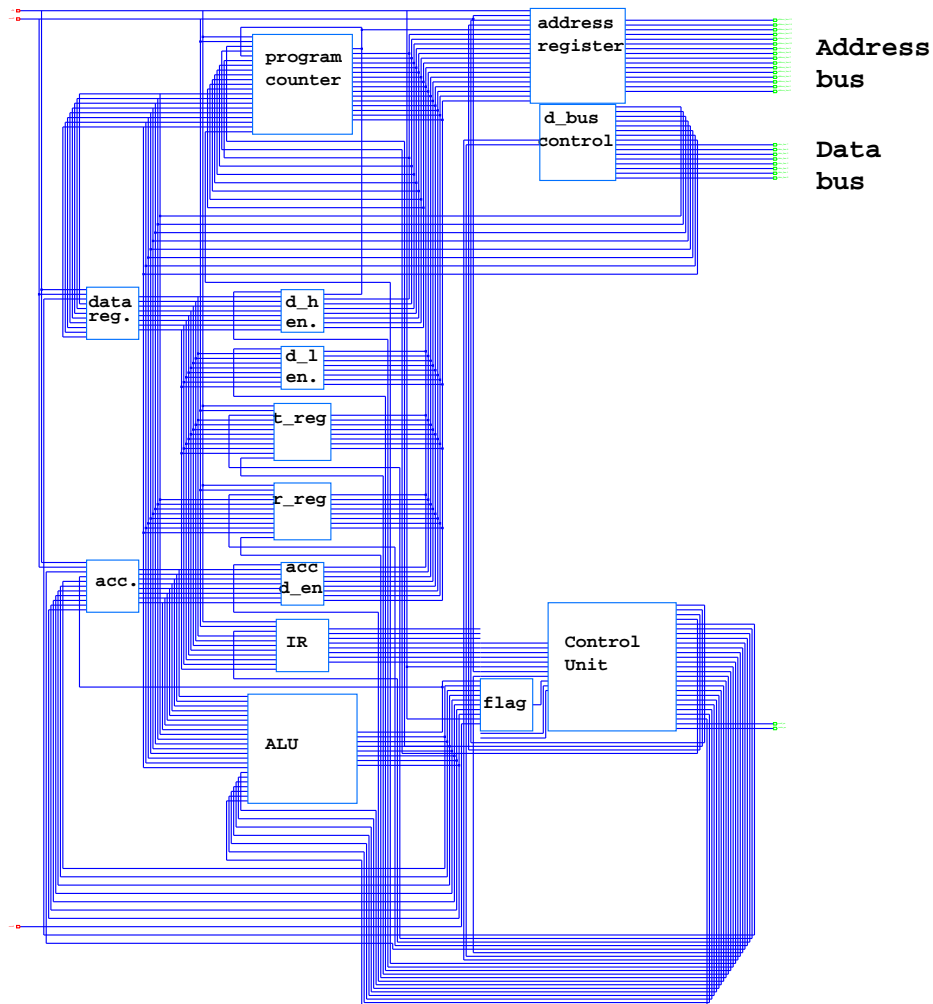 program
counter
address
register
Address
bus
d_bus
control
Data
bus
data
reg.
d_h
en.
d_l
en.
t_reg
r_reg
acc.
acc
d_en
IR
Control
Unit
flag
ALU